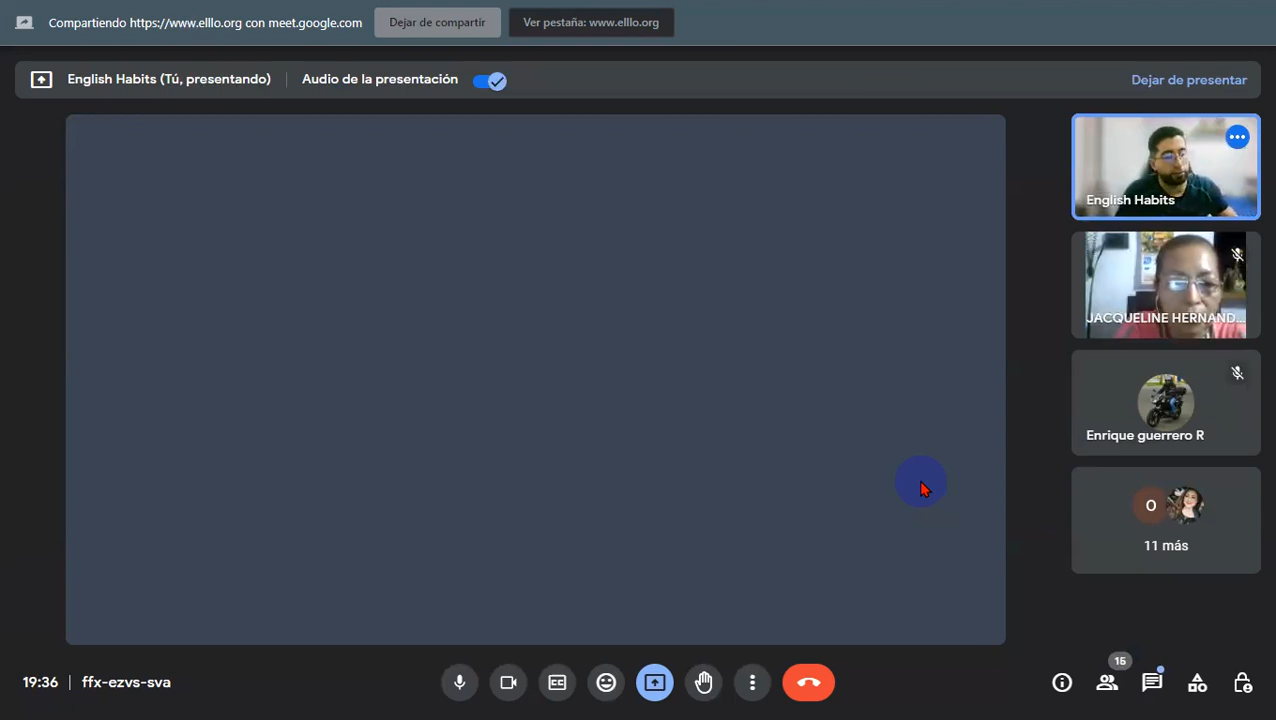 Compartiendo https://www.elllo.org con meet.google.com Dejar de compartir Ver pestaña: www.elllo.org
English Habits (Tú, presentando) Audio de la presentación Dejar de presentar
English Habits
JACQUELINE HERNAND...
Enrique guerrero R
O
11 más
19:36 ffx-ezvs-sva 15